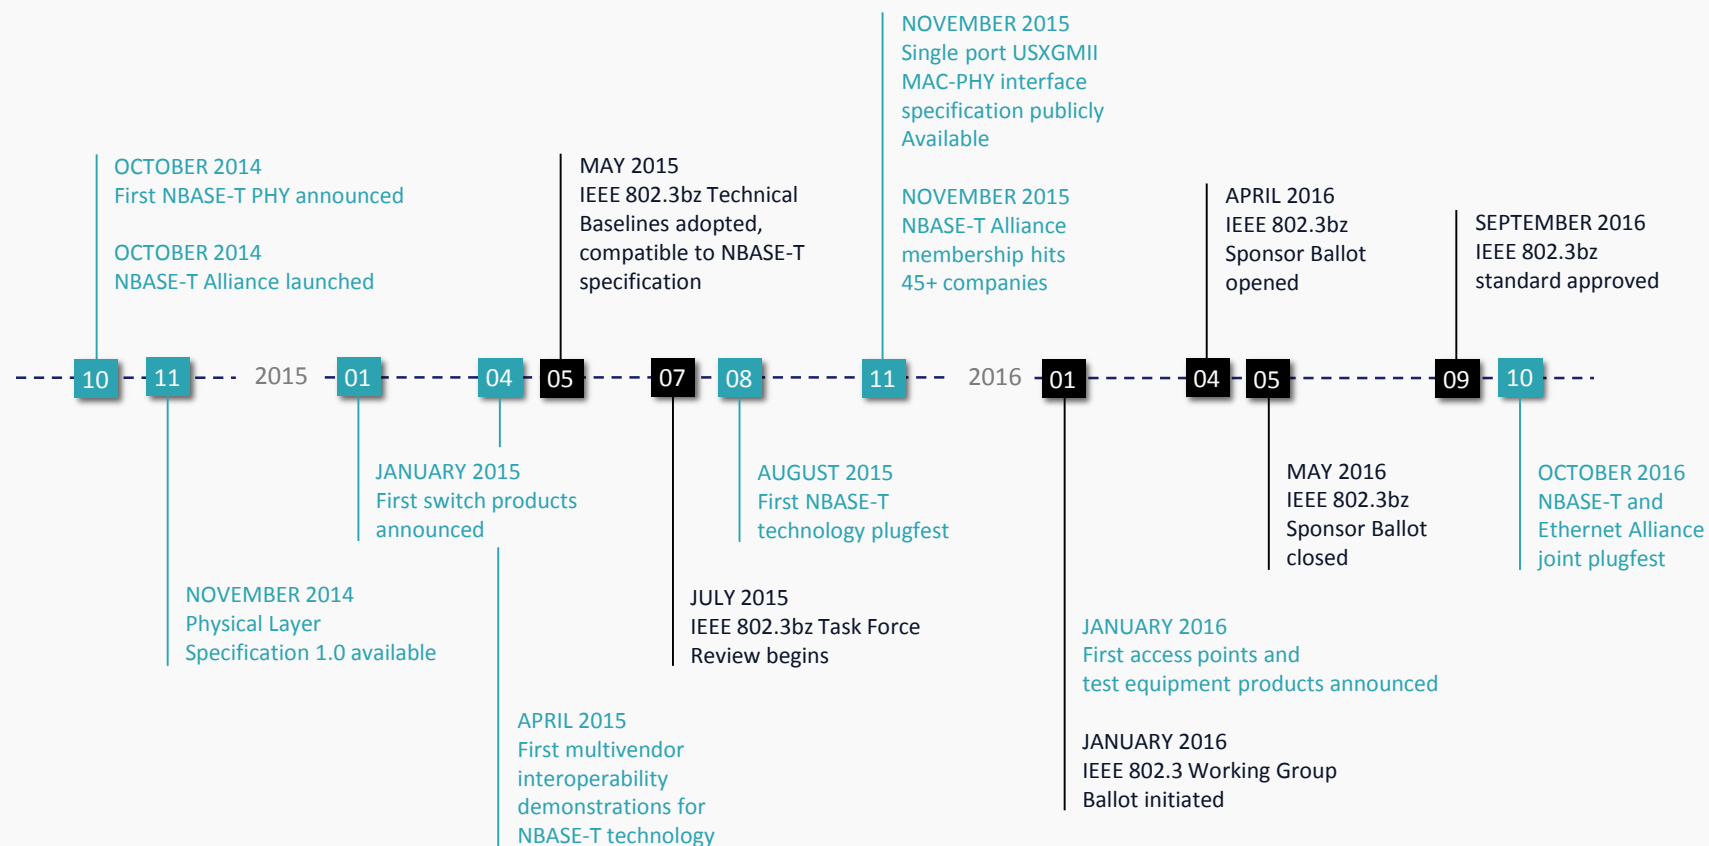 NOVEMBER 2015
Single port USXGMII
MAC-PHY interface
specification publicly
Available
NOVEMBER 2015
NBASE-T Alliance
membership hits
45+ companies
OCTOBER 2014
First NBASE-T PHY announced
OCTOBER 2014
NBASE-T Alliance launched
MAY 2015
IEEE 802.3bz Technical
Baselines adopted,
compatible to NBASE-T
specification
APRIL 2016
IEEE 802.3bz
Sponsor Ballot
opened
SEPTEMBER 2016
IEEE 802.3bz
standard approved
10 11 2015 01 04 05 07 08 11 2016 01 04 05 09 10
JANUARY 2015
First switch products
announced
AUGUST 2015
First NBASE-T
technology plugfest
MAY 2016
IEEE 802.3bz
Sponsor Ballot
closed
OCTOBER 2016
NBASE-T and
Ethernet Alliance
joint plugfest
NOVEMBER 2014
Physical Layer
Specification 1.0 available
JULY 2015
IEEE 802.3bz Task Force
Review begins
JANUARY 2016
First access points and
test equipment products announced
JANUARY 2016
IEEE 802.3 Working Group
Ballot initiated
APRIL 2015
First multivendor
interoperability
demonstrations for
NBASE-T technology